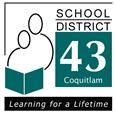 SCHOOL
DISTRICT
43
Coquitlam
Learning for a Lifetime